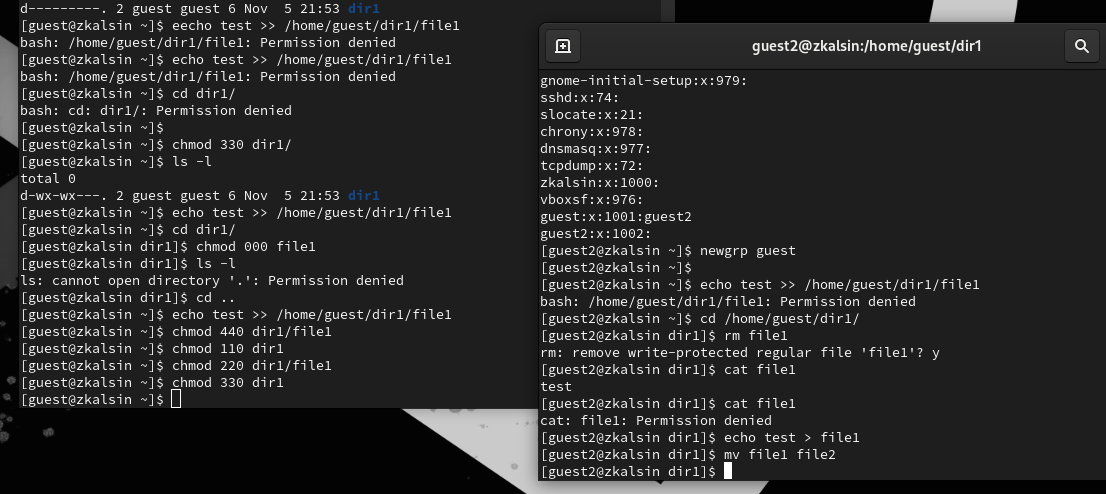 d---------. 2 guest guest 6 Nov  5 21:53 dir1
[guest@zkalsin ~]$ eecho test >> /home/guest/dir1/file1
bash: /home/guest/dir1/file1: Permission denied
[guest@zkalsin ~]$ echo test >> /home/guest/dir1/file1
bash: /home/guest/dir1/file1: Permission denied
[guest@zkalsin ~]$ cd dir1/
bash: cd: dir1/: Permission denied
[guest@zkalsin ~]$
[guest@zkalsin ~]$ chmod 330 dir1/
[guest@zkalsin ~]$ ls -l
total 0
d-wx-wx---. 2 guest guest 6 Nov  5 21:53 dir1
[guest@zkalsin ~]$ echo test >> /home/guest/dir1/file1
[guest@zkalsin ~]$ cd dir1/
[guest@zkalsin dir1]$ chmod 000 file1
[guest@zkalsin dir1]$ ls -l
ls: cannot open directory '.': Permission denied
[guest@zkalsin dir1]$ cd ..
[guest@zkalsin ~]$ echo test >> /home/guest/dir1/file1
[guest@zkalsin ~]$ chmod 440 dir1/file1
[guest@zkalsin ~]$ chmod 110 dir1
[guest@zkalsin ~]$ chmod 220 dir1/file1
[guest@zkalsin ~]$ chmod 330 dir1
[guest@zkalsin ~]$
guest2@zkalsin:/home/guest/dir1
gnome-initial-setup:x:979:
sshd:x:74:
slocate:x:21:
chrony:x:978:
dnsmasq:x:977:
tcpdump:x:72:
zkalsin:x:1000:
vboxsf:x:976:
guest:x:1001:guest2
guest2:x:1002:
[guest2@zkalsin ~]$ newgrp guest
[guest2@zkalsin ~]$
[guest2@zkalsin ~]$ echo test >> /home/guest/dir1/file1
bash: /home/guest/dir1/file1: Permission denied
[guest2@zkalsin ~]$ cd /home/guest/dir1/
[guest2@zkalsin dir1]$ rm file1
rm: remove write-protected regular file 'file1'? y
[guest2@zkalsin dir1]$ cat file1
test
[guest2@zkalsin dir1]$ cat file1
cat: file1: Permission denied
[guest2@zkalsin dir1]$ echo test > file1
[guest2@zkalsin dir1]$ mv file1 file2
[guest2@zkalsin dir1]$